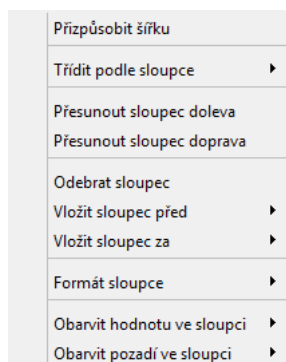 Přizpůsobit šířku
Třídit podle sloupce
Přesunout sloupec doleva
Přesunout sloupec doprava
Odebrat sloupec
Vložit sloupec před
Vložit sloupec za
Formát sloupce
Obarvit hodnotu ve sloupci
Obarvit pozadí ve sloupci